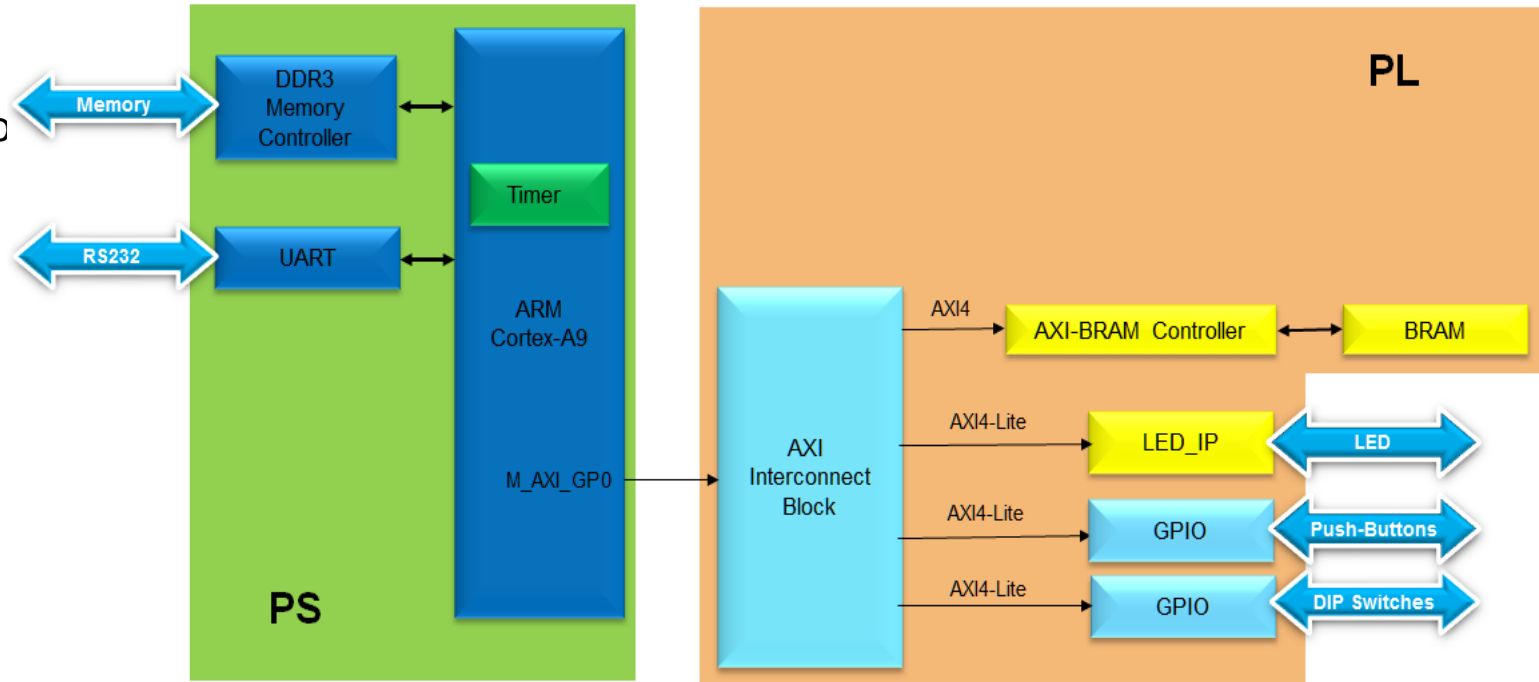 PL
DDR3
Memory
Controller
Memory
Timer
UART
RS232
ARM
Cortex-A9
M_AXI_GP0
PS
AXI
Interconnect
Block
AXI4
AXI-BRAM Controller
BRAM
AXI4-Lite
LED_IP
LED
AXI4-Lite
GPIO
Push-Buttons
AXI4-Lite
GPIO
DIP Switches